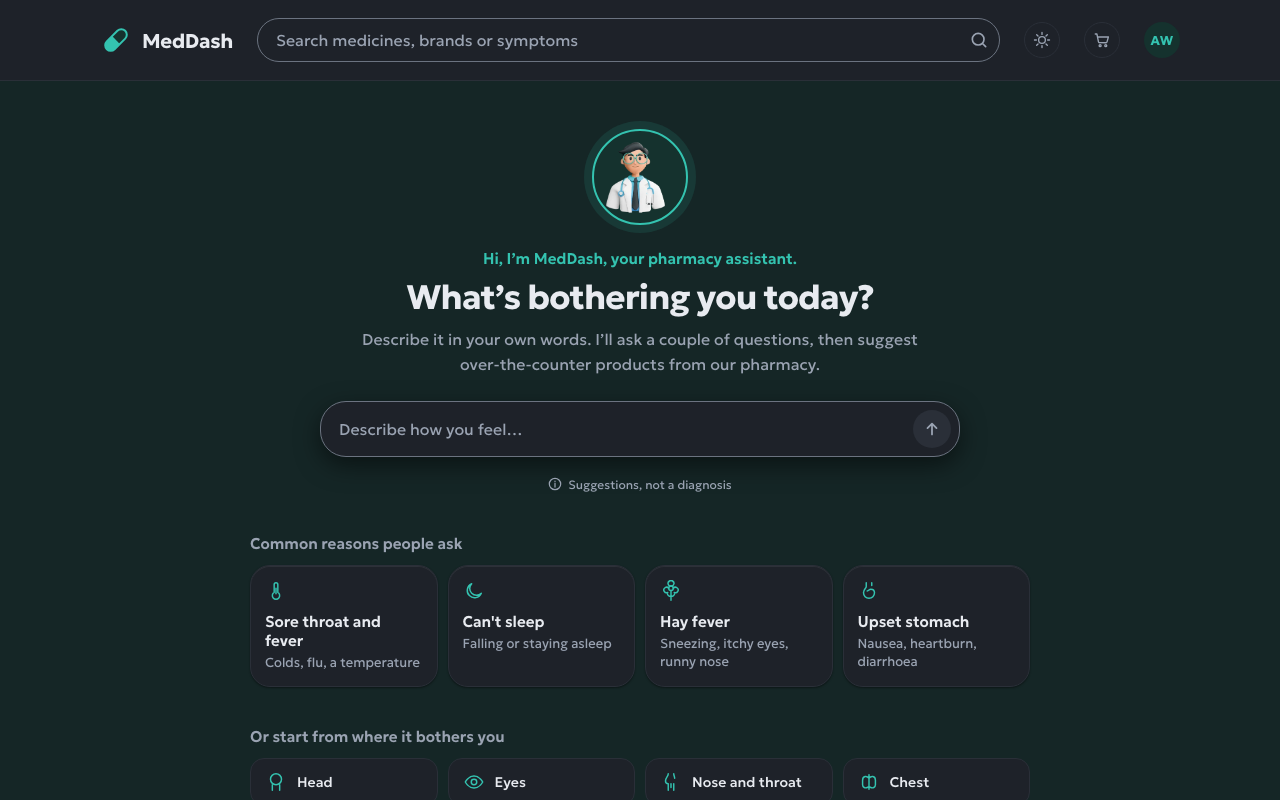 MedDash
Search medicines, brands or symptoms
AW
Hi, I’m MedDash, your pharmacy assistant.
What’s bothering you today?
Describe it in your own words. I’ll ask a couple of questions, then suggest
over-the-counter products from our pharmacy.
Describe how you feel…
Suggestions, not a diagnosis
Common reasons people ask
Sore throat and
fever
Colds, flu, a temperature
Can't sleep
Falling or staying asleep
Hay fever
Sneezing, itchy eyes,
runny nose
Upset stomach
Nausea, heartburn,
diarrhoea
Or start from where it bothers you
Head
Eyes
Nose and throat
Chest